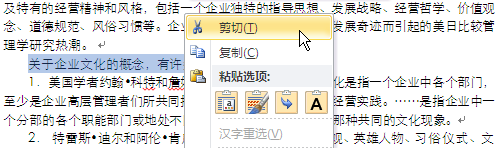 及特有的经营精神和风格。包括一个企业独特的指导思想、发展战略、经营哲学、价值观
念、道德规范、风俗习惯等。企 发展奇迹而引起的美日比较管
理学研究热潮。
关于企业文化的概念，有许
1．美国学者约翰•科特和詹 化是指一个企业中各个部门，
至少是企业高层管理者们所共同 经营实践。……是指企业中一
个分部的各个职能部门或地处不 那种共同的文化现象。
2． 特雷斯•迪尔和阿伦•肯 观、英雄人物、习俗仪式、文
剪切(T)
复制(C)
粘贴选项:
A
汉字重选(V)